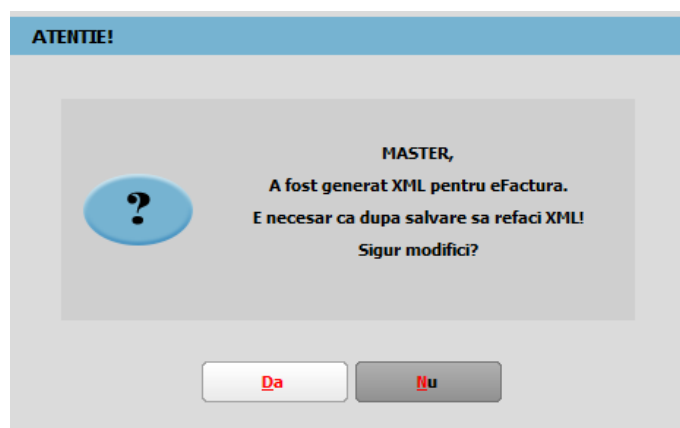 ATENTIE!
MASTER,
A fost generat XML pentru eFactura.
?
E necesar ca dupa salvare sa refaci XML!
Sigur modifici?
Da
Nu